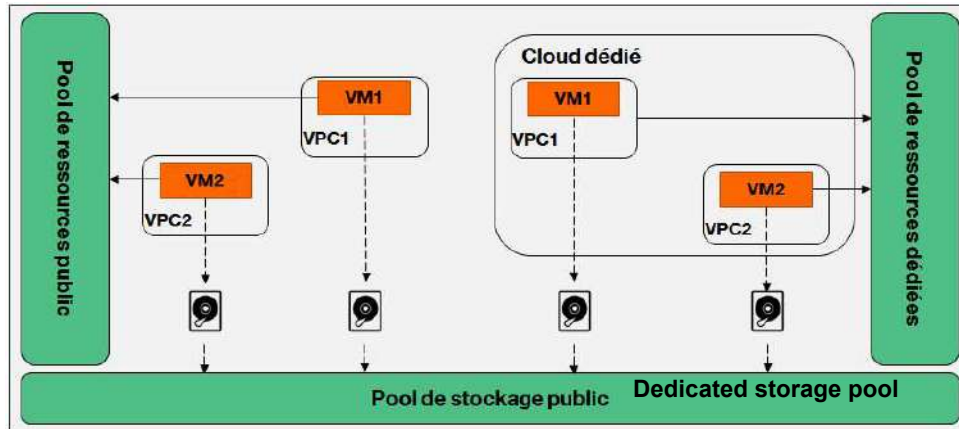 Pool de ressources public
Cloud dédié
VM1
VPC1
VM2
VPC2
VM1
VPC1
VM2
VPC2
Pool de ressources dédiées
Pool de stockage public
Dedicated storage pool